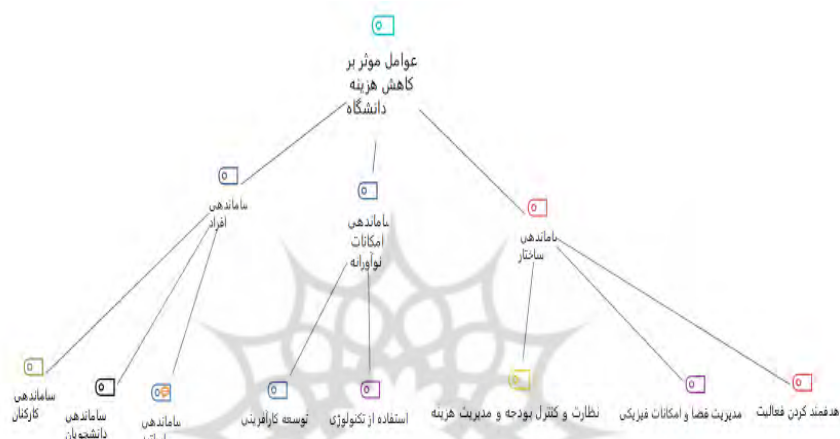 عوامل موثر بر
کاهش هزینه
دانشگاه
ساماندهی
افراد
ساماندهی
امکانات
نوآورانه
ساماندهی
ساختار
ساماندهی
کارکنان
ساماندهی
دانشجویان
ساماندهی
توسعه کارآفرینی
استفاده از تکنولوژی
نظارت و کنترل بودجه و مدیریت هزینه
مدیریت فضا و امکانات فیزیکی
هدفمند کردن فعالیت